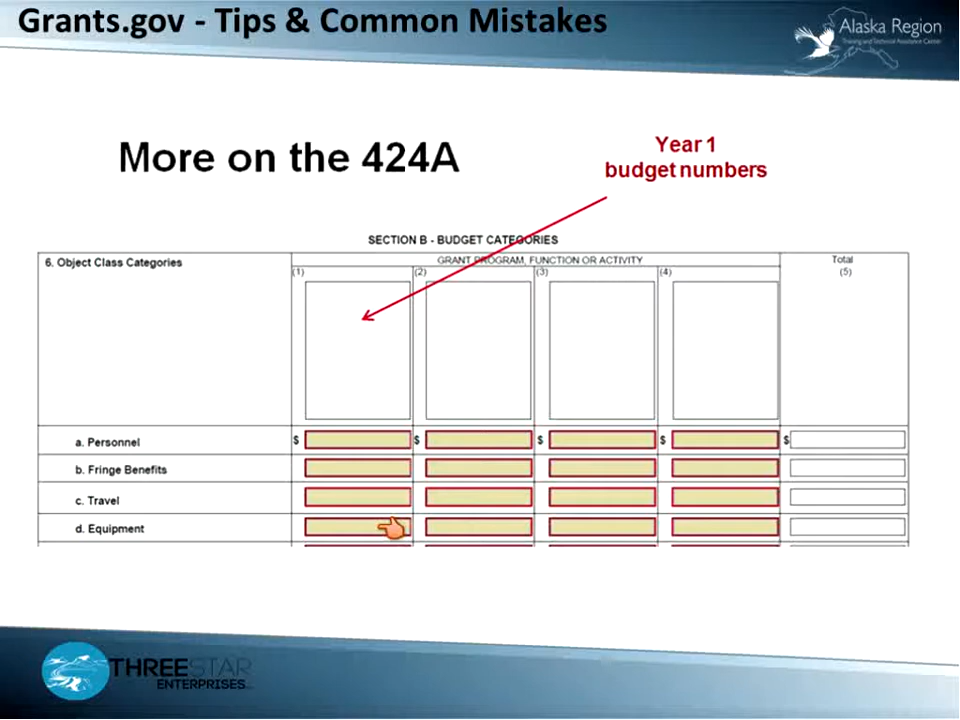 Grants.gov - Tips & Common Mistakes
Alaska Region
Training and Technical Assistance Center
More on the 424A
Year 1
budget numbers
SECTION B - BUDGET CATEGORIES
6. Object Class Categories
GRANT PROGRAM, FUNCTION OR ACTIVITY
Total
(1)
(2)
(3)
(4)
(5)
a. Personnel
$
$
$
$
$
b. Fringe Benefits
c. Travel
d. Equipment
THREE STAR
ENTERPRISES